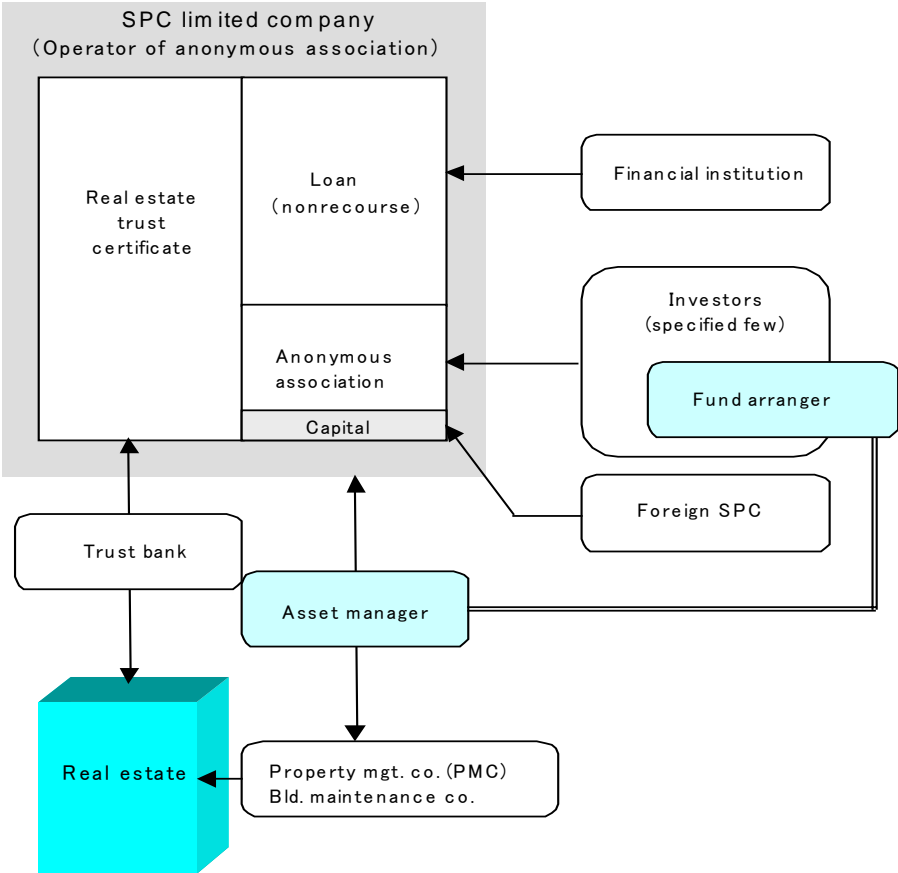 SPC limited company
(Operator of anonymous association)
Real estate
trust
certificate
Loan
(nonrecourse)
Anonymous
association
Capital
Financial institution
Investors
(specified few)
Fund arranger
Foreign SPC
Trust bank
Asset manager
Real estate
Property mgt. co. (PMC)
Bld. maintenance co.